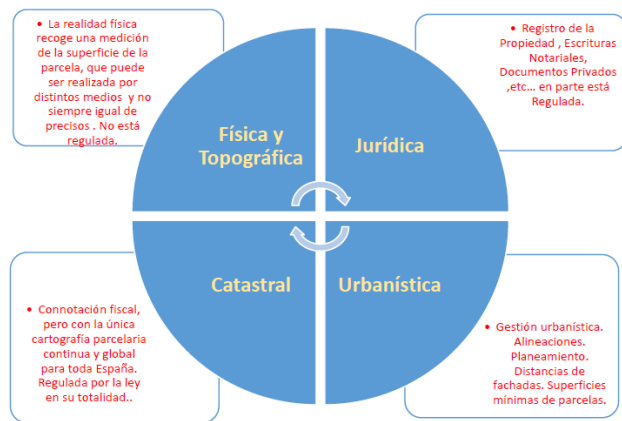 • La realidad física
recoge una medición
de la superficie de la
parcela, que puede
ser realizada por
distintos medios y no
siempre igual de
precisos . No está
regulada.
Física y
Topográfica
Jurídica
• Registro de la
Propiedad , Escrituras
Notariales,
Documentos Privados
,etc... en parte está
Regulada.
• Connotación fiscal,
pero con la única
cartografía parcelaria
continua y global
para toda España.
Regulada por la ley
en su totalidad..
Catastral
Urbanística
• Gestión urbanística.
Alineaciones.
Planeamiento.
Distancias de
fachadas. Superficies
mínimas de parcelas.